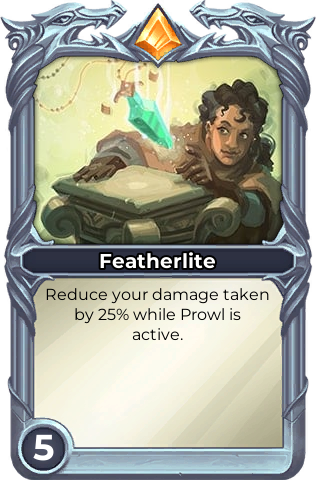 Featherlite
Reduce your damage taken
by 25% while Prowl is
active.
5